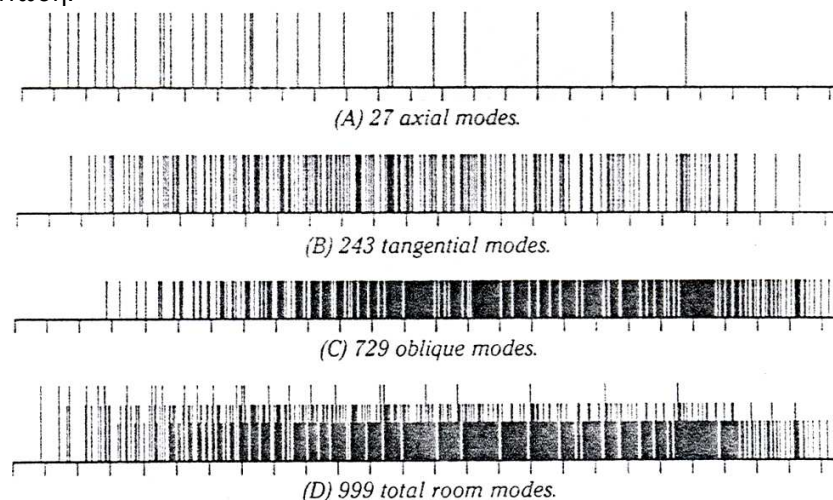 (A) 27 axial modes.
(B) 243 tangential modes.
(C) 729 oblique modes.
(D) 999 total room modes.